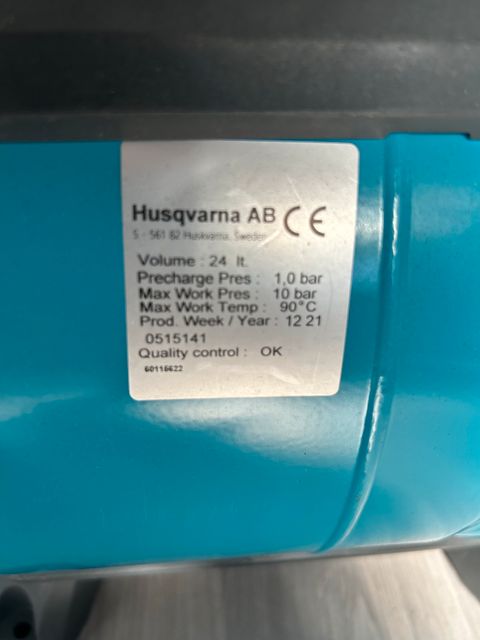 Husqvarna AB CE
S - 561 82 Huskvarna, Sweden
Volume : 24 lt.
Precharge Pres : 1,0 bar
Max Work Pres : 10 bar
Max Work Temp : 90°C
Prod. Week / Year : 12 21
0515141
Quality control : OK
60116622